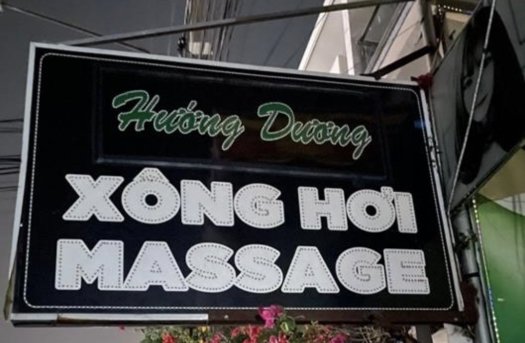 Hướng Dương
XÔNG HƠI
MASSAGE